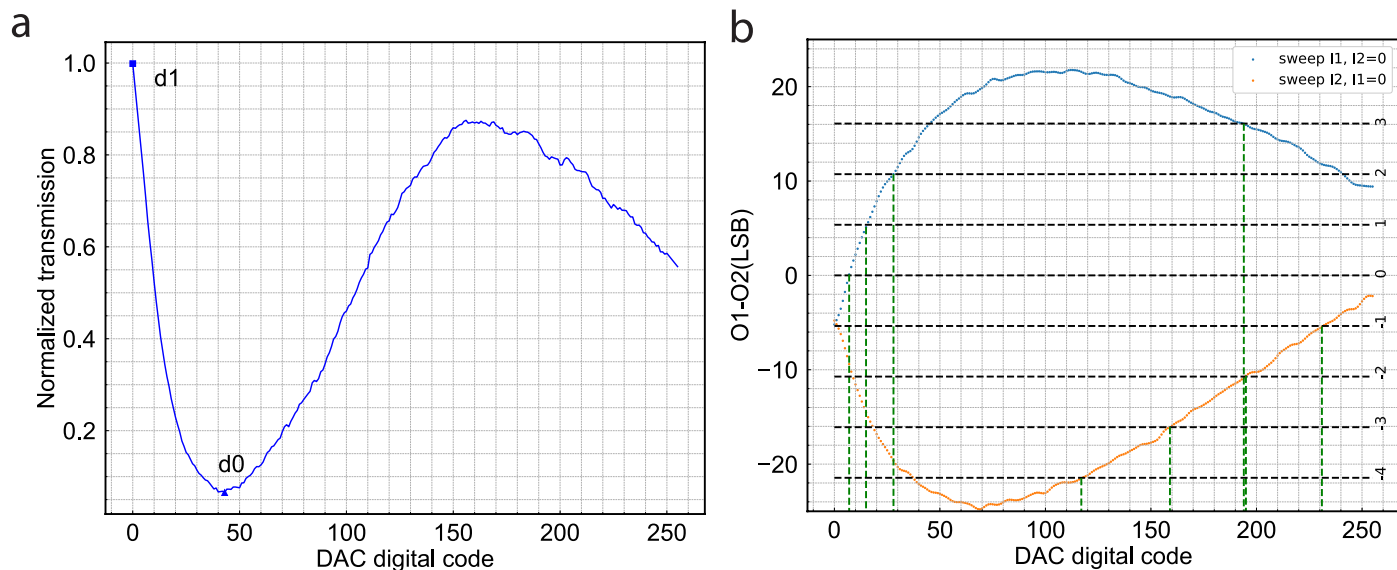 a
Normalized transmission
1.0
0.8
0.6
0.4
0.2
d1
d0
0 50 100 150 200 250
DAC digital code
b
O1-O2(LSB)
20
10
0
−10
−20
sweep I1, I2=0
sweep I2, I1=0
3
2
1
0
-1
-2
-3
-4
0 50 100 150 200 250
DAC digital code